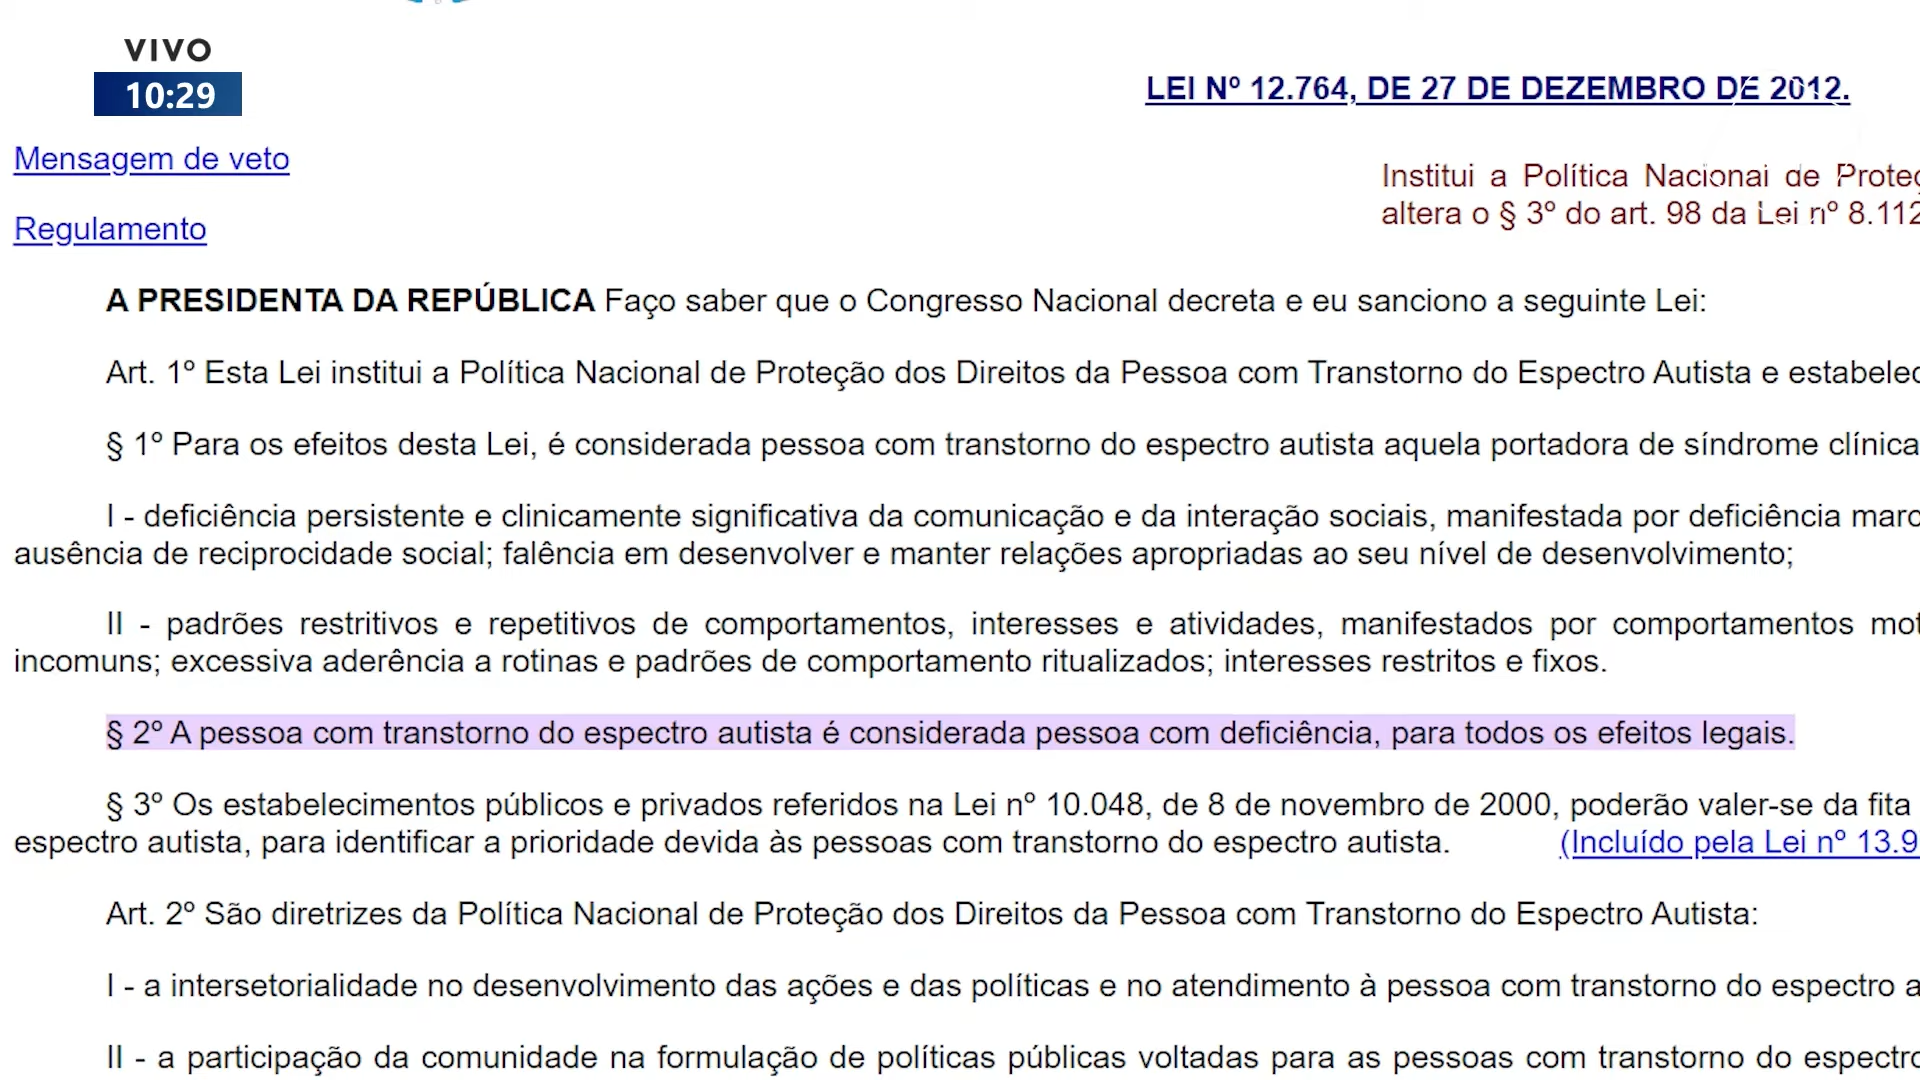 VIVO
10:29
LEI Nº 12.764, DE 27 DE DEZEMBRO DE 2012.
Mensagem de veto
Institui a Política Nacional de
altera o § 3º do art. 98 da Lei nº 8.112
Regulamento
A PRESIDENTA DA REPÚBLICA Faço saber que o Congresso Nacional decreta e eu sanciono a seguinte Lei:
Art. 1º Esta Lei institui a Política Nacional de Proteção dos Direitos da Pessoa com Transtorno do Espectro Autista e
§ 1º Para os efeitos desta Lei, é considerada pessoa com transtorno do espectro autista aquela portadora de síndrome clínica
I - deficiência persistente e clinicamente significativa da comunicação e da interação sociais, manifestada por deficiência
ausência de reciprocidade social; falência em desenvolver e manter relações apropriadas ao seu nível de desenvolvimento;
II - padrões restritivos e repetitivos de comportamentos, interesses e atividades, manifestados por comportamentos
incomuns; excessiva aderência a rotinas e padrões de comportamento ritualizados; interesses restritos e fixos.
§ 2º A pessoa com transtorno do espectro autista é considerada pessoa com deficiência, para todos os efeitos legais.
§ 3º Os estabelecimentos públicos e privados referidos na Lei nº 10.048, de 8 de novembro de 2000, poderão valer-se da fita
espectro autista, para identificar a prioridade devida às pessoas com transtorno do espectro autista. (Incluído pela Lei nº 13.9
Art. 2º São diretrizes da Política Nacional de Proteção dos Direitos da Pessoa com Transtorno do Espectro Autista:
I - a intersetorialidade no desenvolvimento das ações e das políticas e no atendimento à pessoa com transtorno do espectro
II - a participação da comunidade na formulação de políticas públicas voltadas para as pessoas com transtorno do